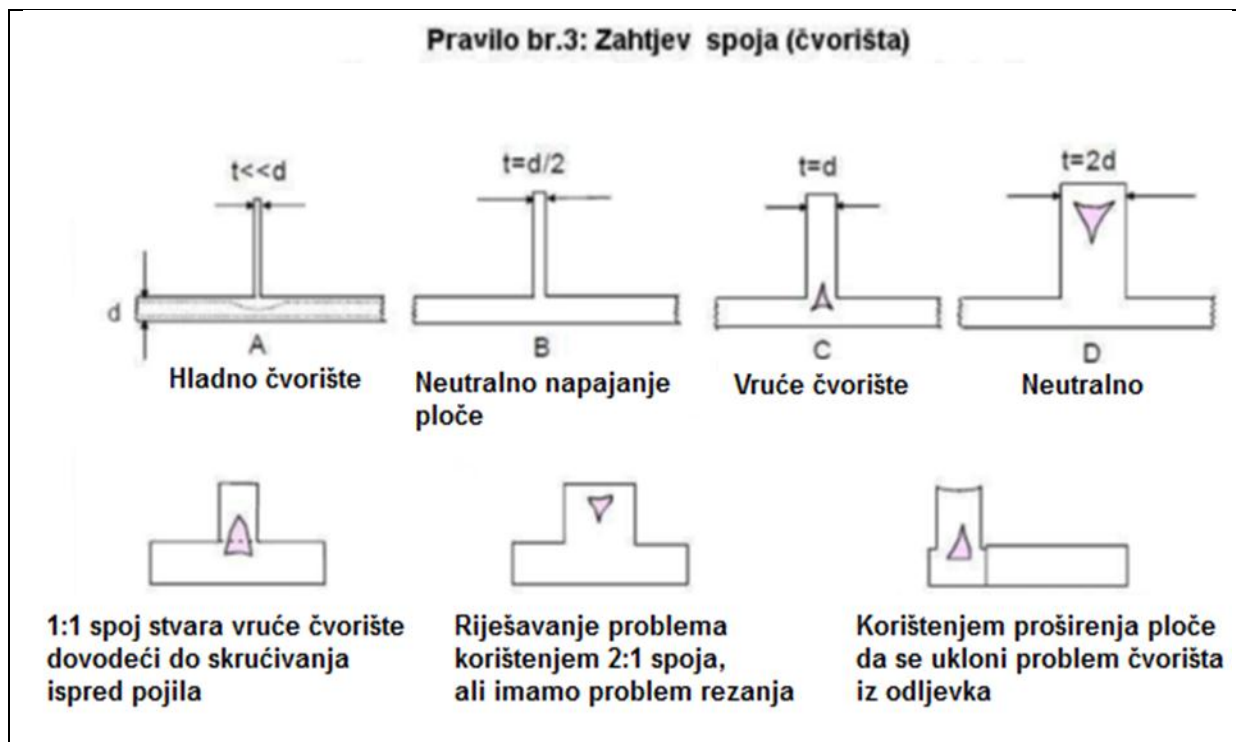 Pravilo br.3: Zahtjev spoja (čvorišta)
t<<d
t=d/2
t=d
t=2d
d
A
B
C
D
Hladno čvorište
Neutralno napajanje
ploče
Vruće čvorište
Neutralno
1:1 spoj stvara vruće čvorište
dovodeći do skrućivanja
ispred pojila
Riješavanje problema
korištenjem 2:1 spoja,
ali imamo problem rezanja
Korištenjem proširenja ploče
da se ukloni problem čvorišta
iz odljevka